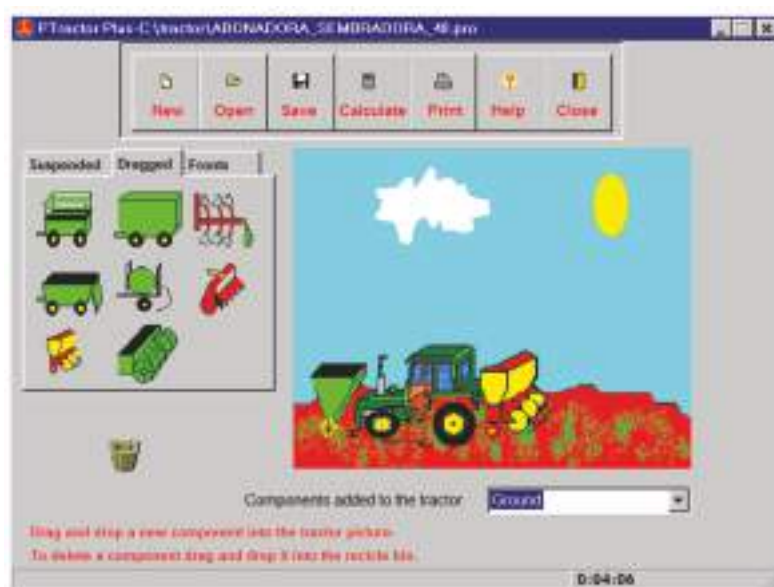 PTractor Plus-C:\tractor\ABONADORA_SEMBRADORA_48.pro
New Open Save Calculate Print Help Close
Suspended Dragged Fronts
Components added to the tractor Ground
Drag and drop a new component into the tractor picture.
To delete a component drag and drop it into the recicle bin.
0:04:06